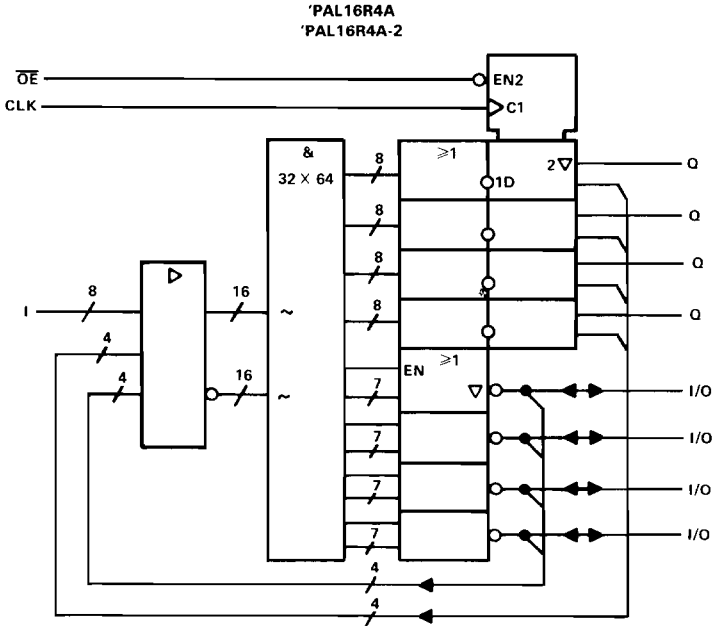 'PAL16R4A
'PAL16R4A-2
OE
EN2
CLK
C1
&
≥1
32 × 64
8
2 ▽
Q
1D
8
Q
8
Q
8
16
8
Q
I
~
4
≥1
EN
4
16
7
▽
I/O
~
7
I/O
7
I/O
7
I/O
4
4